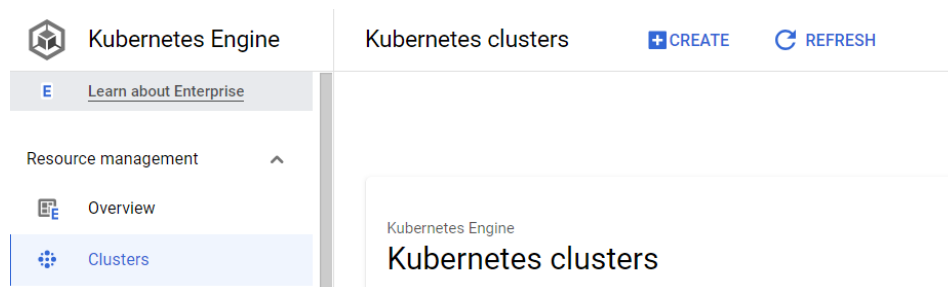 Kubernetes Engine
Kubernetes clusters
CREATE
REFRESH
E
Learn about Enterprise
Resource management
E
Overview
Clusters
Kubernetes Engine
Kubernetes clusters